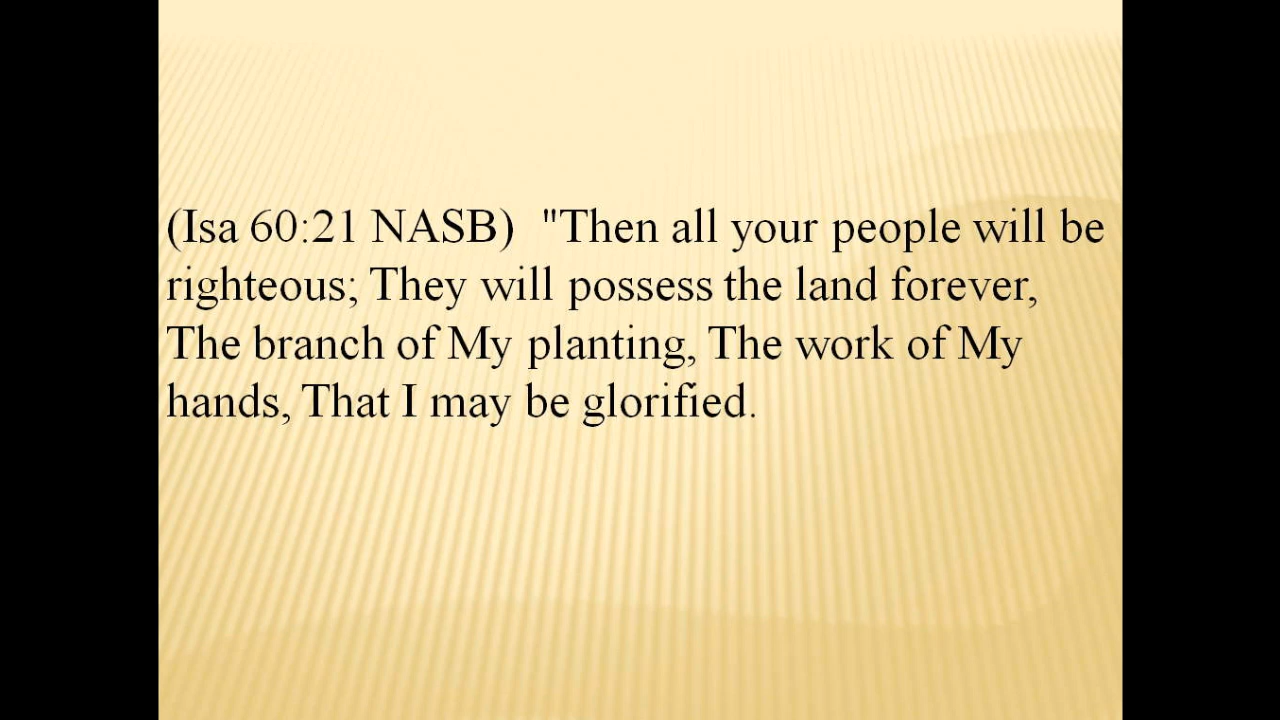 (Isa 60:21 NASB)  "Then all your people will be
righteous; They will possess the land forever,
The branch of My planting, The work of My
hands, That I may be glorified.